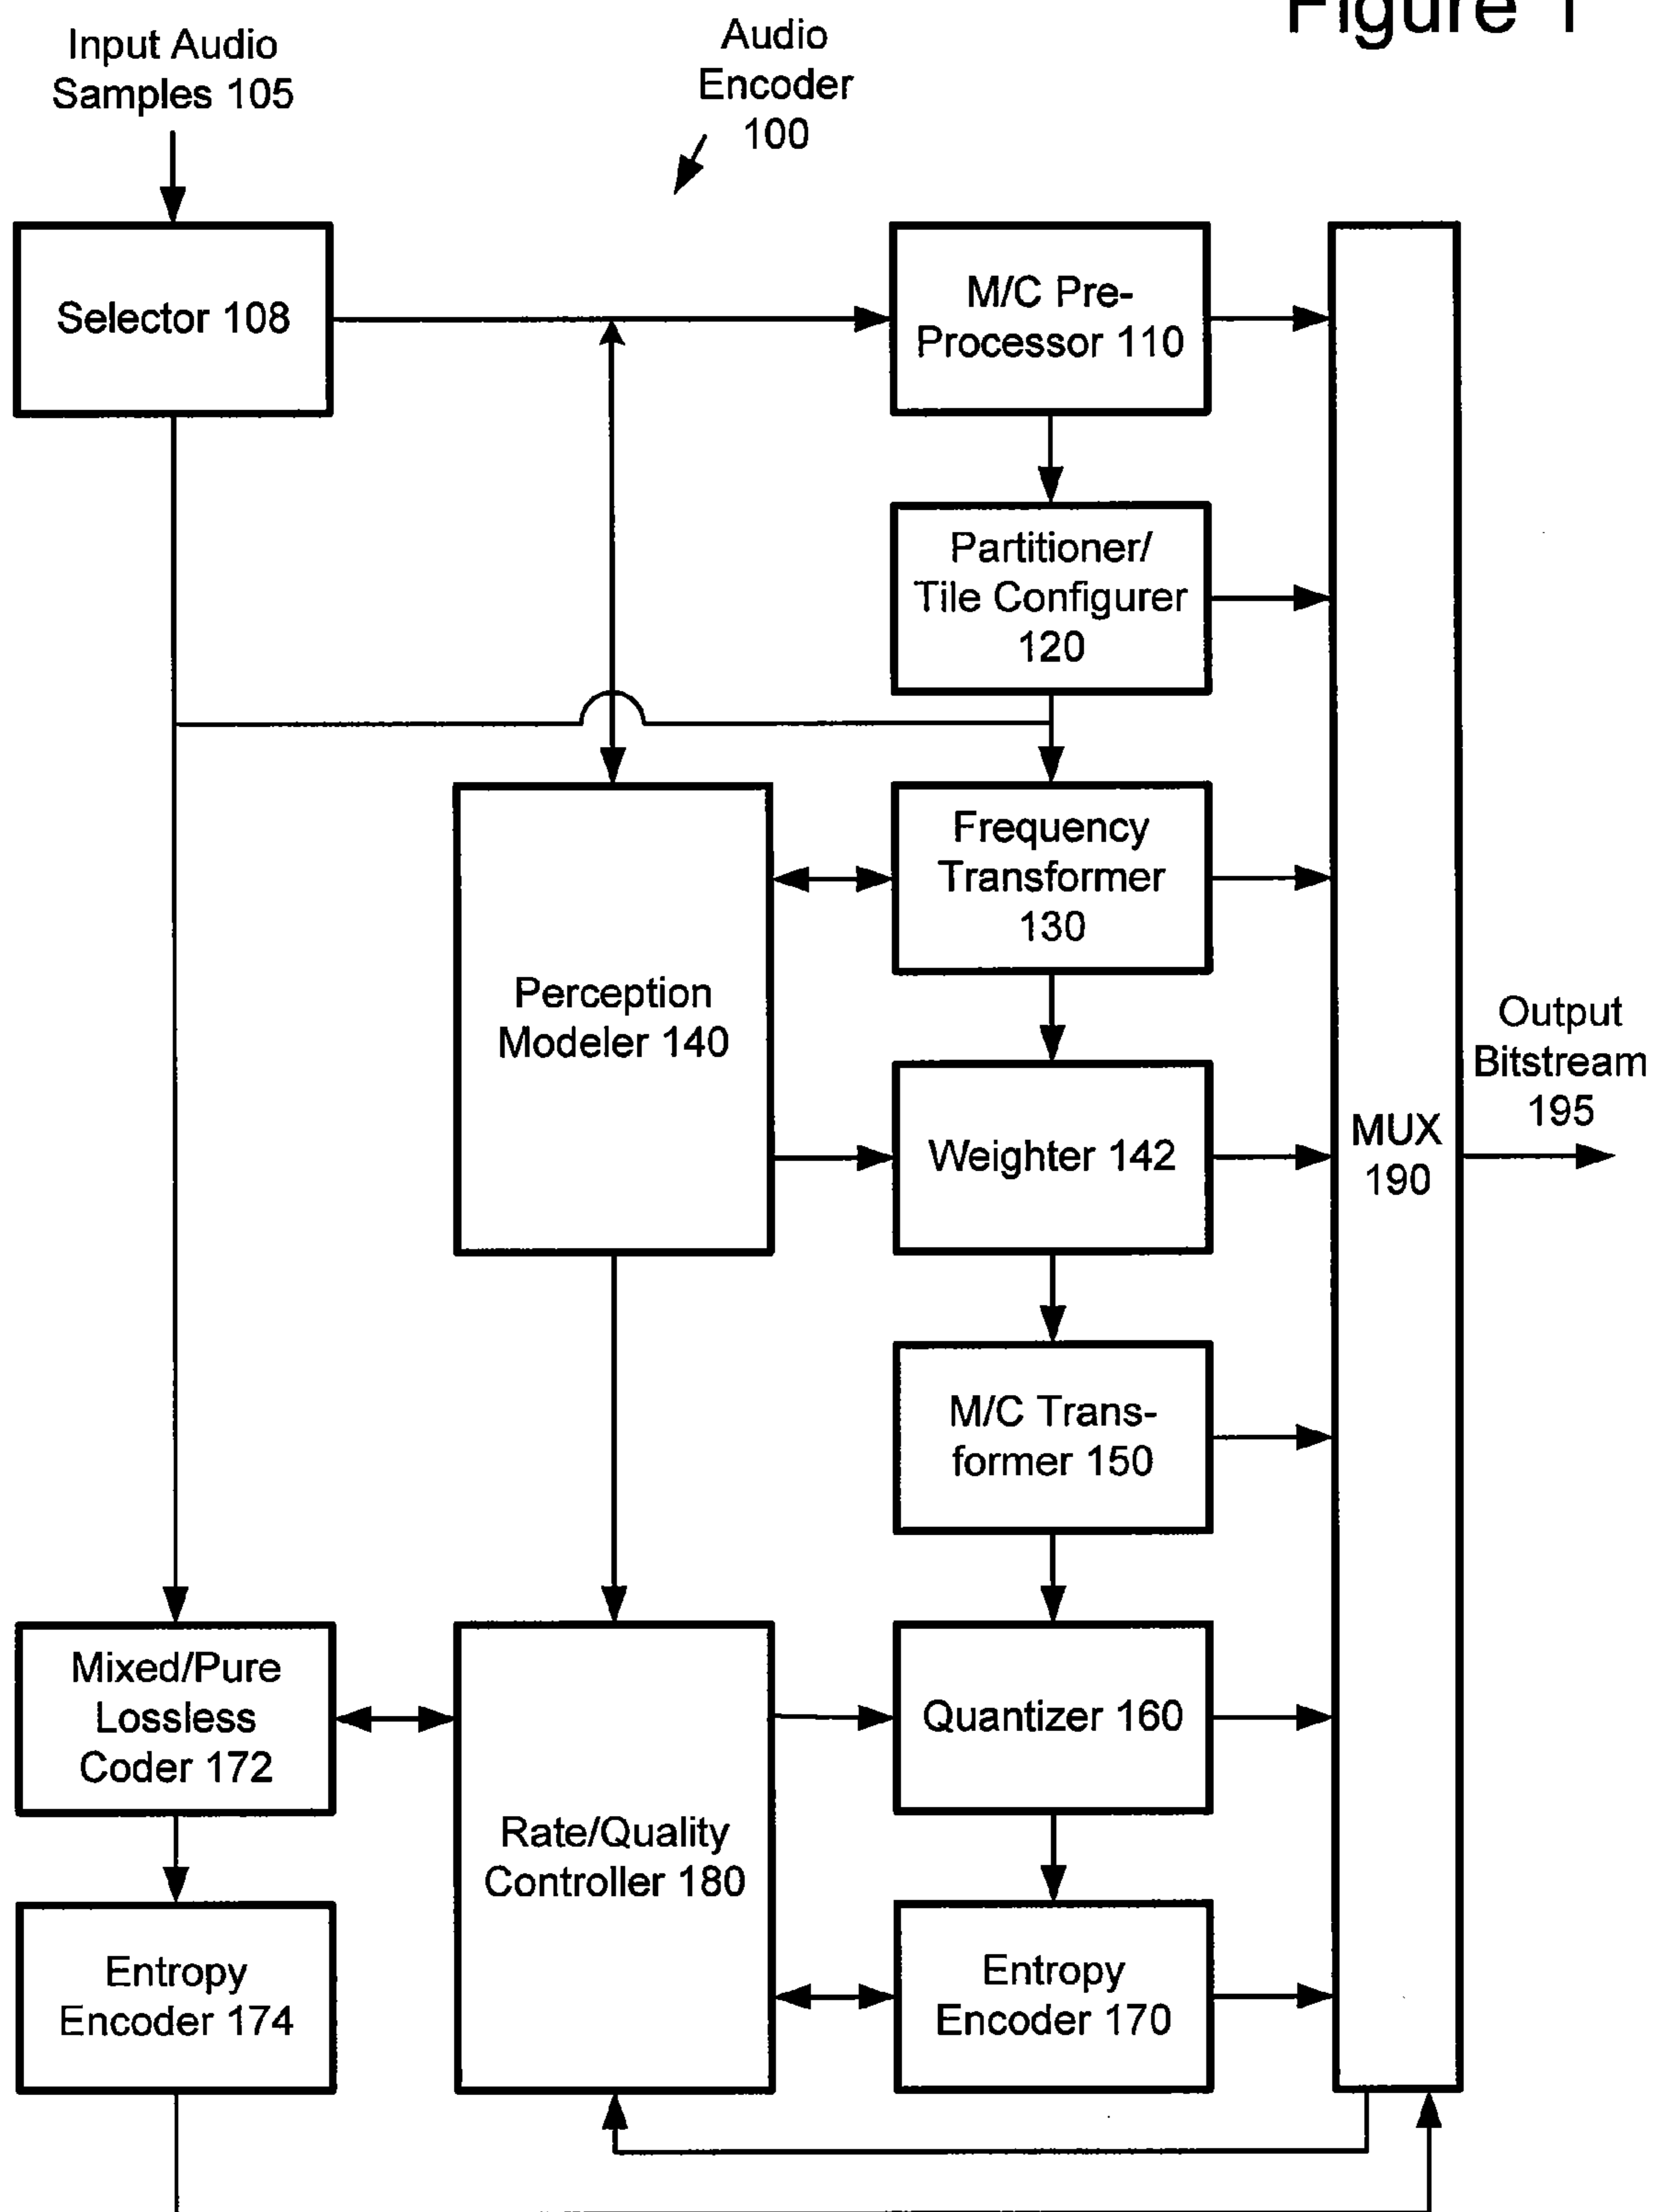 Figure 1
Input Audio
Samples 105
Audio
Encoder
100
Selector 108
M/C Pre-
Processor 110
Partitioner/
Tile Configurer
120
Frequency
Transformer
130
Perception
Modeler 140
Output
Bitstream
195
MUX
190
Weighter 142
M/C Trans-
former 150
Mixed/Pure
Lossless
Coder 172
Quantizer 160
Rate/Quality
Controller 180
Entropy
Encoder 174
Entropy
Encoder 170